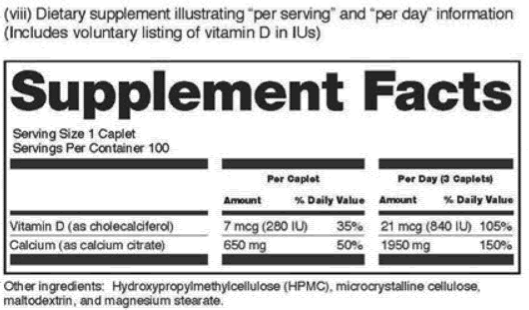 (viii) Dietary supplement illustrating "per serving" and "per day" information
(Includes voluntary listing of vitamin D in IUs)
Supplement Facts
Serving Size 1 Caplet
Servings Per Container 100
Per Caplet Per Day (3 Caplets)
Amount % Daily Value Amount % Daily Value
Vitamin D (as cholecalciferol) 7 mcg (280 IU) 35% 21 mcg (840 IU) 105%
Calcium (as calcium citrate) 650 mg 50% 1950 mg 150%
Other ingredients: Hydroxypropylmethylcellulose (HPMC), microcrystalline cellulose,
maltodextrin, and magnesium stearate.